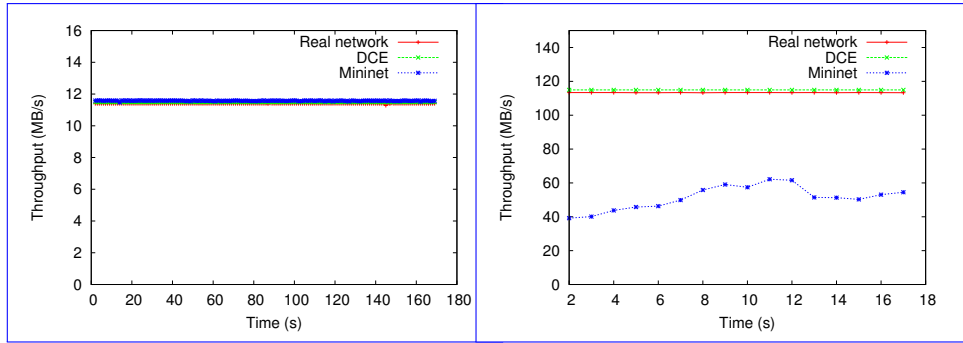 16
14
12
10
8
6
4
2
0
Throughput (MB/s)
Real network
DCE
Mininet
0 20 40 60 80 100 120 140 160 180
Time (s)
140
120
100
80
60
40
20
0
Throughput (MB/s)
Real network
DCE
Mininet
2 4 6 8 10 12 14 16 18
Time (s)